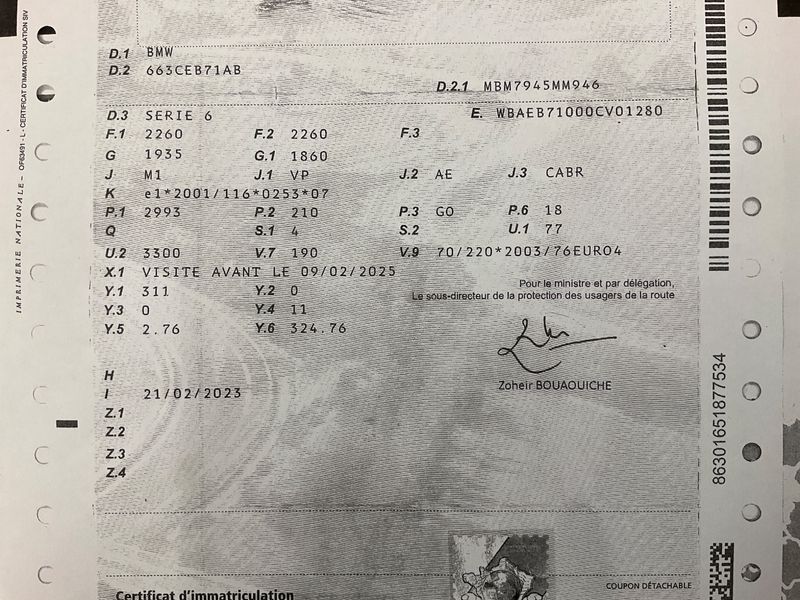 D.1 BMW
D.2 663CEB71AB
D.2.1 MBM7945MM946
D.3 SERIE 6 E. WBAEB71000CV01280
F.1 2260 F.2 2260 F.3
G 1935 G.1 1860
J M1 J.1 VP J.2 AE J.3 CABR
K e1*2001/116*0253*07
P.1 2993 P.2 210 P.3 GO P.6 18
Q S.1 4 S.2 U.1 77
U.2 3300 V.7 190 V.9 70/220*2003/76EURO4
X.1 VISITE AVANT LE 09/02/2025
Y.1 311 Y.2 0
Pour le ministre et par délégation,
Le sous-directeur de la protection des usagers de la route
Y.3 0 Y.4 11
Y.5 2.76 Y.6 324.76
Zoheir BOUAOUICHE
H
I 21/02/2023
Z.1
Z.2
Z.3
Z.4
COUPON DÉTACHABLE
Certificat d'immatriculation
IMPRIMERIE NATIONALE - OF63491 - L - CERTIFICAT D'IMMATRICULATION SIV
86301651877534